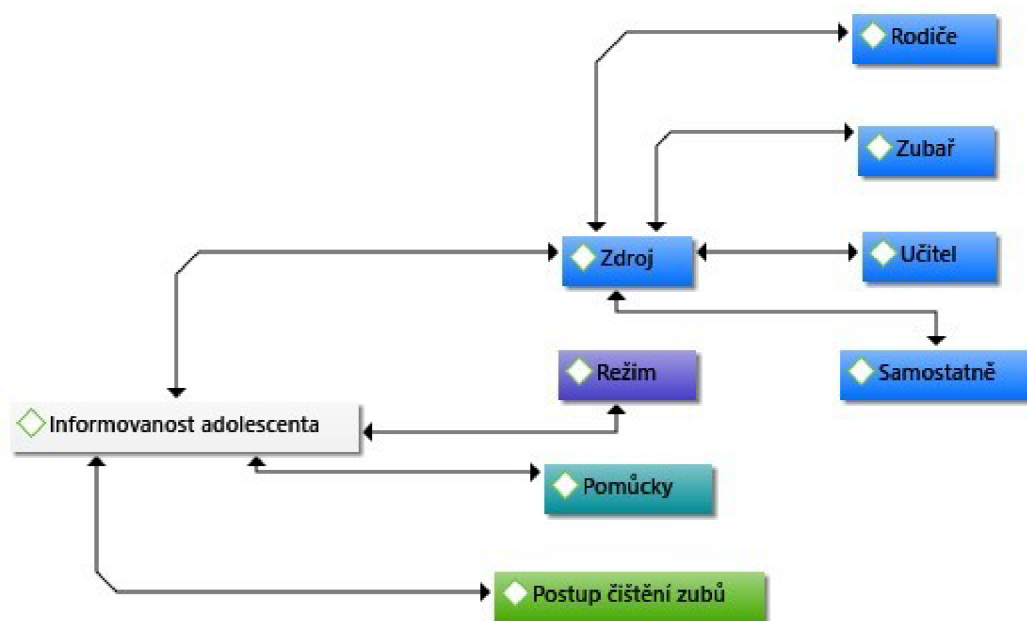 Rodiče
Zubař
Zdroj
Učitel
Režim
Samostatně
Informovanost adolescenta
Pomůcky
Postup čištění zubů